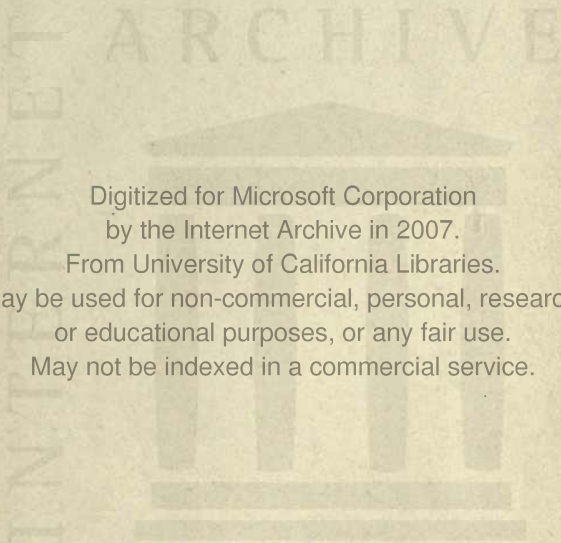 ARCHIVE
INTERNET
Digitized for Microsoft Corporation
by the Internet Archive in 2007.
From University of California Libraries.
ay be used for non-commercial, personal, researc
or educational purposes, or any fair use.
May not be indexed in a commercial service.